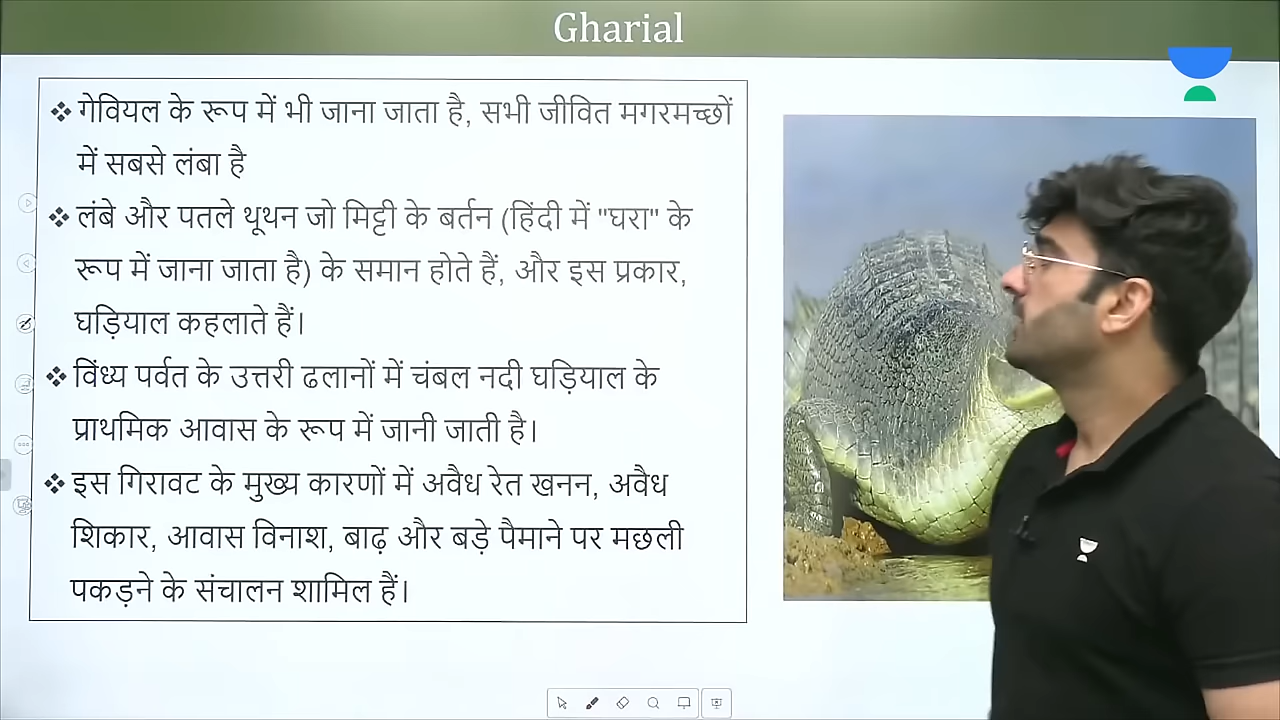 Gharial
❖ गेवियल के रूप में भी जाना जाता है, सभी जीवित मगरमच्छों
में सबसे लंबा है
❖ लंबे और पतले थूथन जो मिट्टी के बर्तन (हिंदी में "घरा" के
रूप में जाना जाता है) के समान होते हैं, और इस प्रकार,
घड़ियाल कहलाते हैं।
❖ विंध्य पर्वत के उत्तरी ढलानों में चंबल नदी घड़ियाल के
प्राथमिक आवास के रूप में जानी जाती है।
❖ इस गिरावट के मुख्य कारणों में अवैध रेत खनन, अवैध
शिकार, आवास विनाश, बाढ़ और बड़े पैमाने पर मछली
पकड़ने के संचालन शामिल हैं।